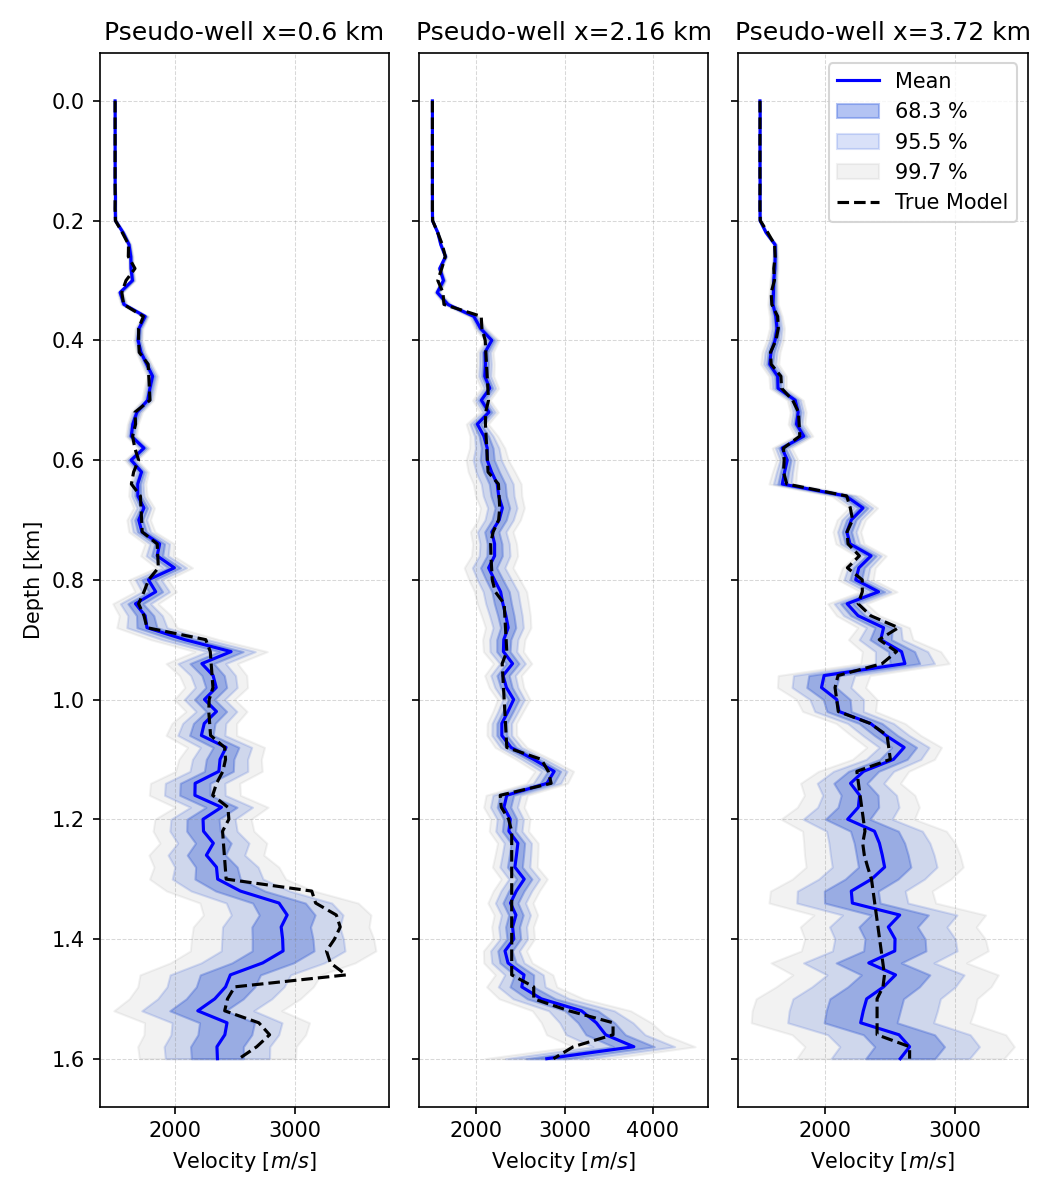 Pseudo-well x=0.6 km
Pseudo-well x=2.16 km
Pseudo-well x=3.72 km
Mean
68.3 %
95.5 %
99.7 %
True Model
0.0
0.2
0.4
0.6
0.8
1.0
1.2
1.4
1.6
Depth [km]
2000 3000
2000 3000 4000
2000 3000
Velocity [m/s]
Velocity [m/s]
Velocity [m/s]